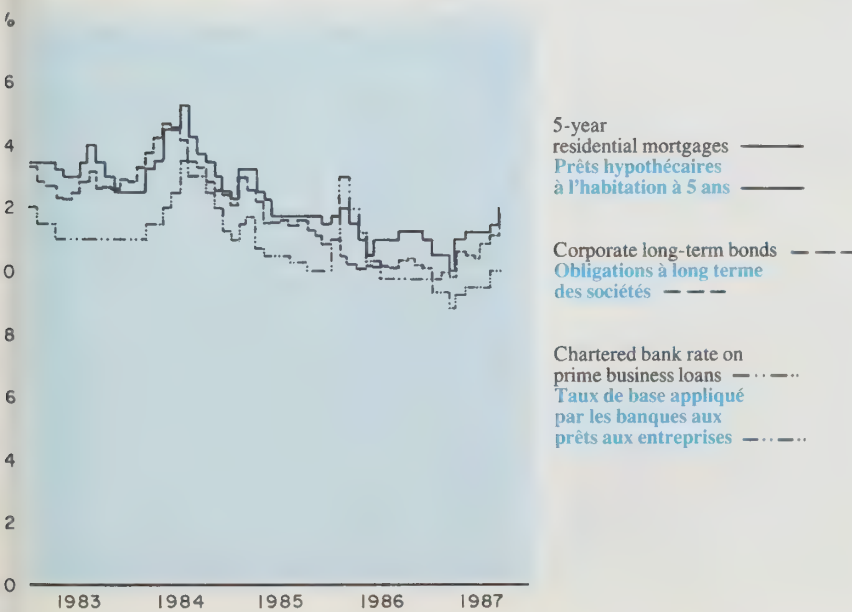 %
6
4
2
0
8
6
4
2
0
1983 1984 1985 1986 1987
5-year
residential mortgages
Prêts hypothécaires
à l'habitation à 5 ans
Corporate long-term bonds
Obligations à long terme
des sociétés
Chartered bank rate on
prime business loans
Taux de base appliqué
par les banques aux
prêts aux entreprises